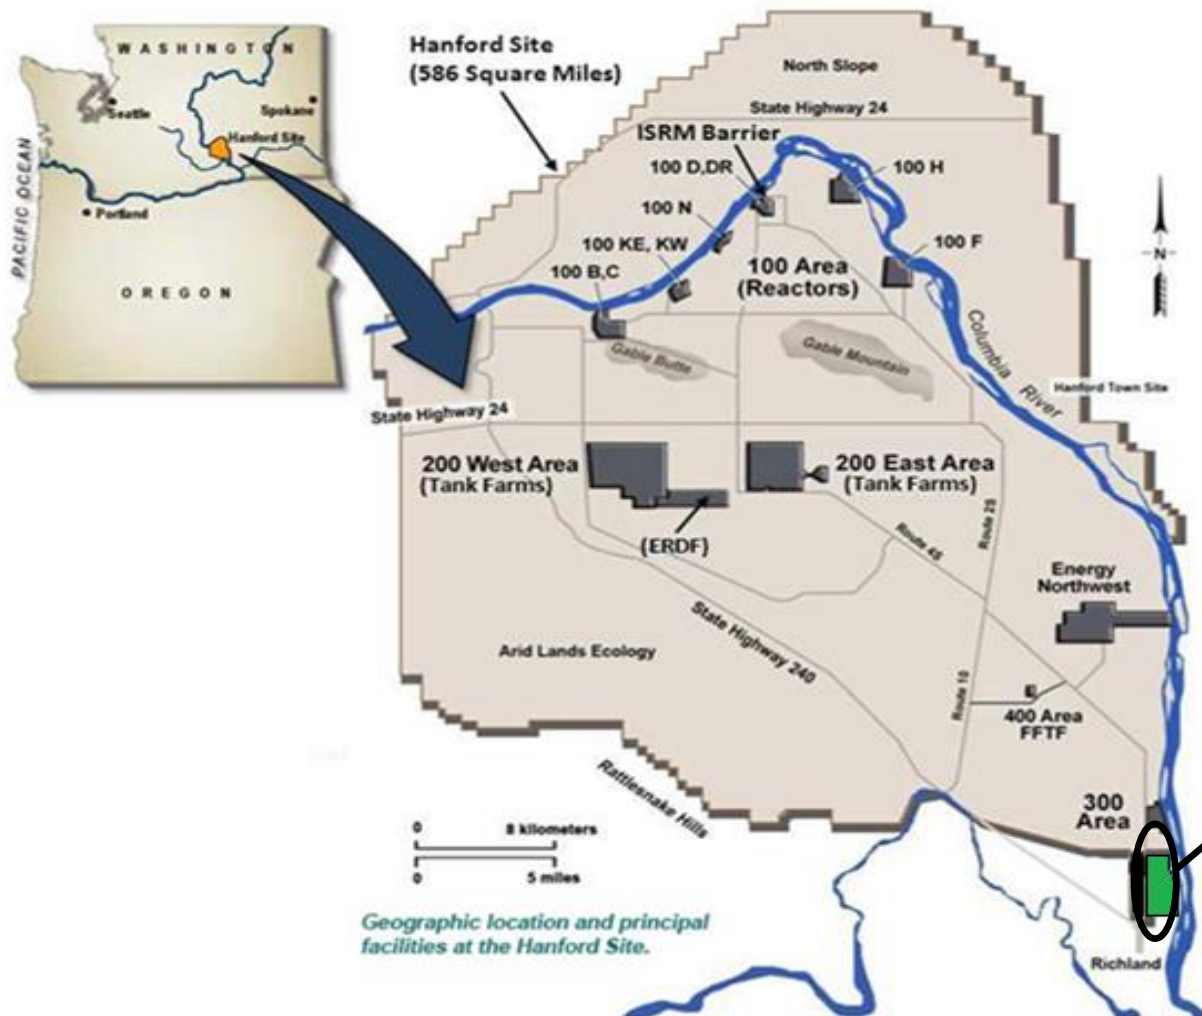 WASHINGTON
Seattle
Spokane
Hanford Site
PACIFIC OCEAN
Portland
OREGON
Hanford Site
(586 Square Miles)
North Slope
State Highway 24
ISRM Barrier
100 D,DR
100 H
100 N
100 KE, KW
100 F
100 B,C
100 Area
(Reactors)
N
Gable Butte
Gable Mountain
Columbia River
Hanford Town Site
State Highway 24
200 West Area
(Tank Farms)
200 East Area
(Tank Farms)
(ERDF)
Route 4S
Route 2S
Energy
Northwest
State Highway 240
Arid Lands Ecology
Route 10
400 Area
FFTF
Rattlesnake Hills
300
Area
0 8 kilometers
0 5 miles
Geographic location and principal
facilities at the Hanford Site.
Richland